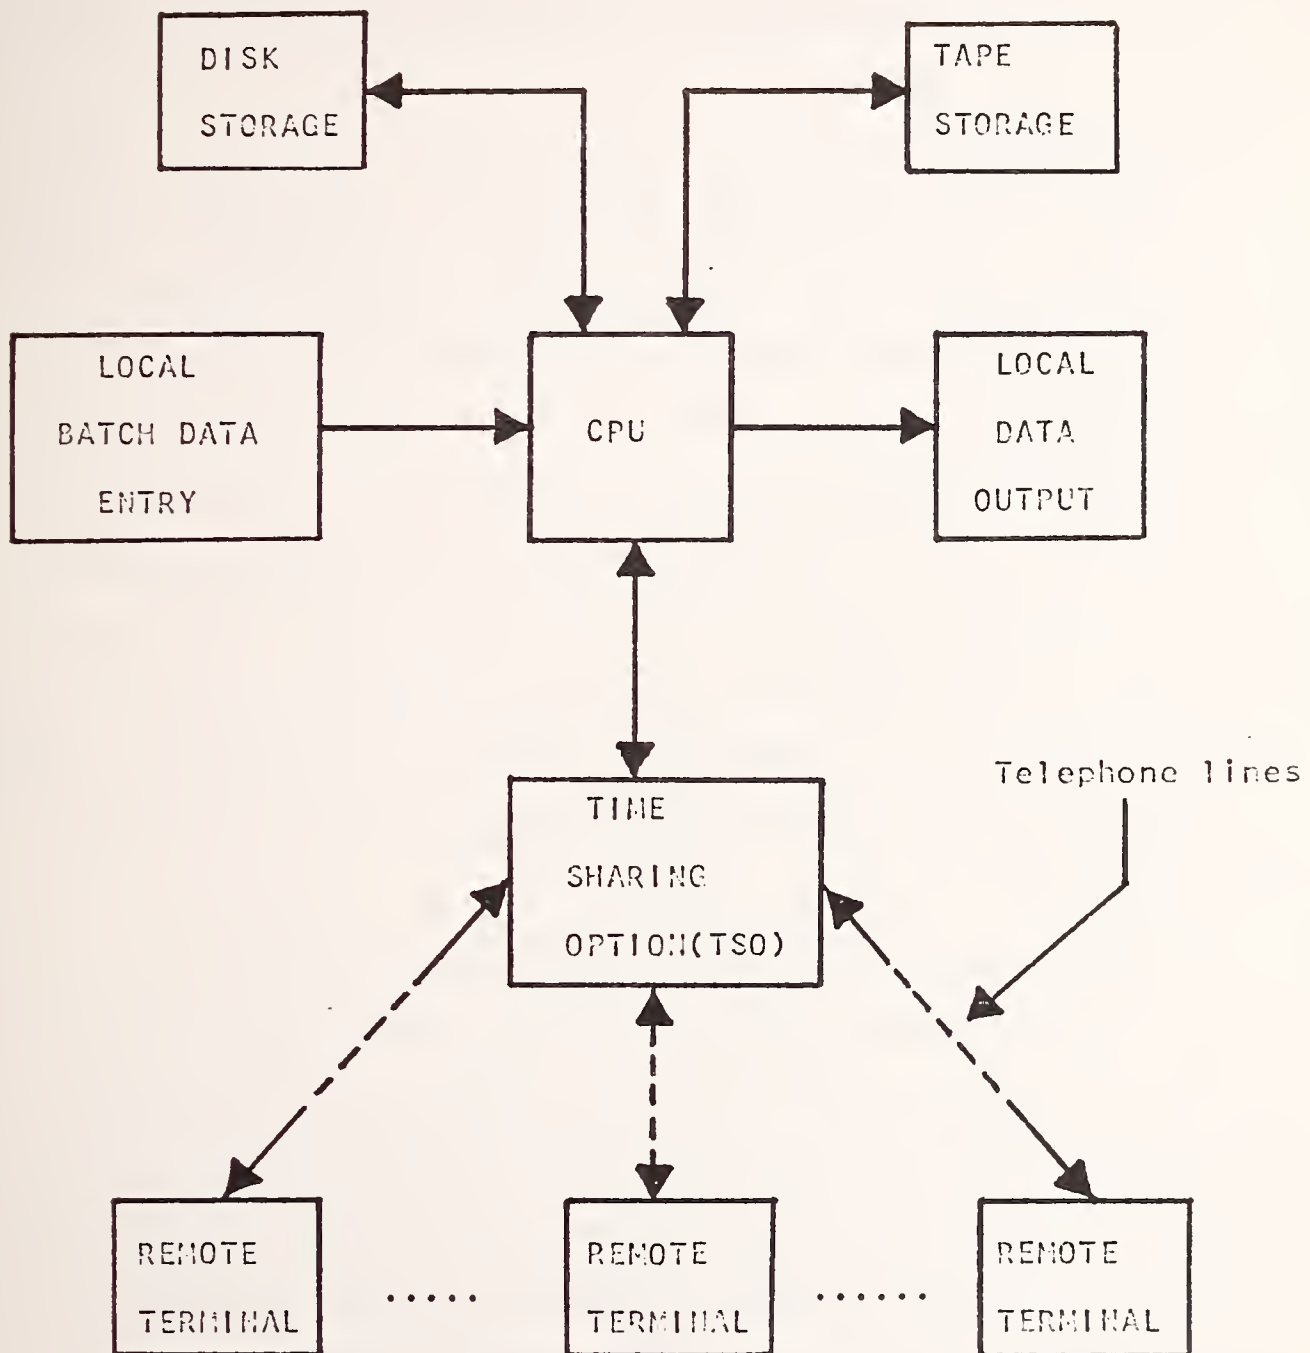 DISK
STORAGE
TAPE
STORAGE
LOCAL
BATCH DATA
ENTRY
CPU
LOCAL
DATA
OUTPUT
Telephone lines
TIME
SHARING
OPTION(TSO)
REMOTE
TERMINAL
.....
REMOTE
TERMINAL
......
REMOTE
TERMINAL